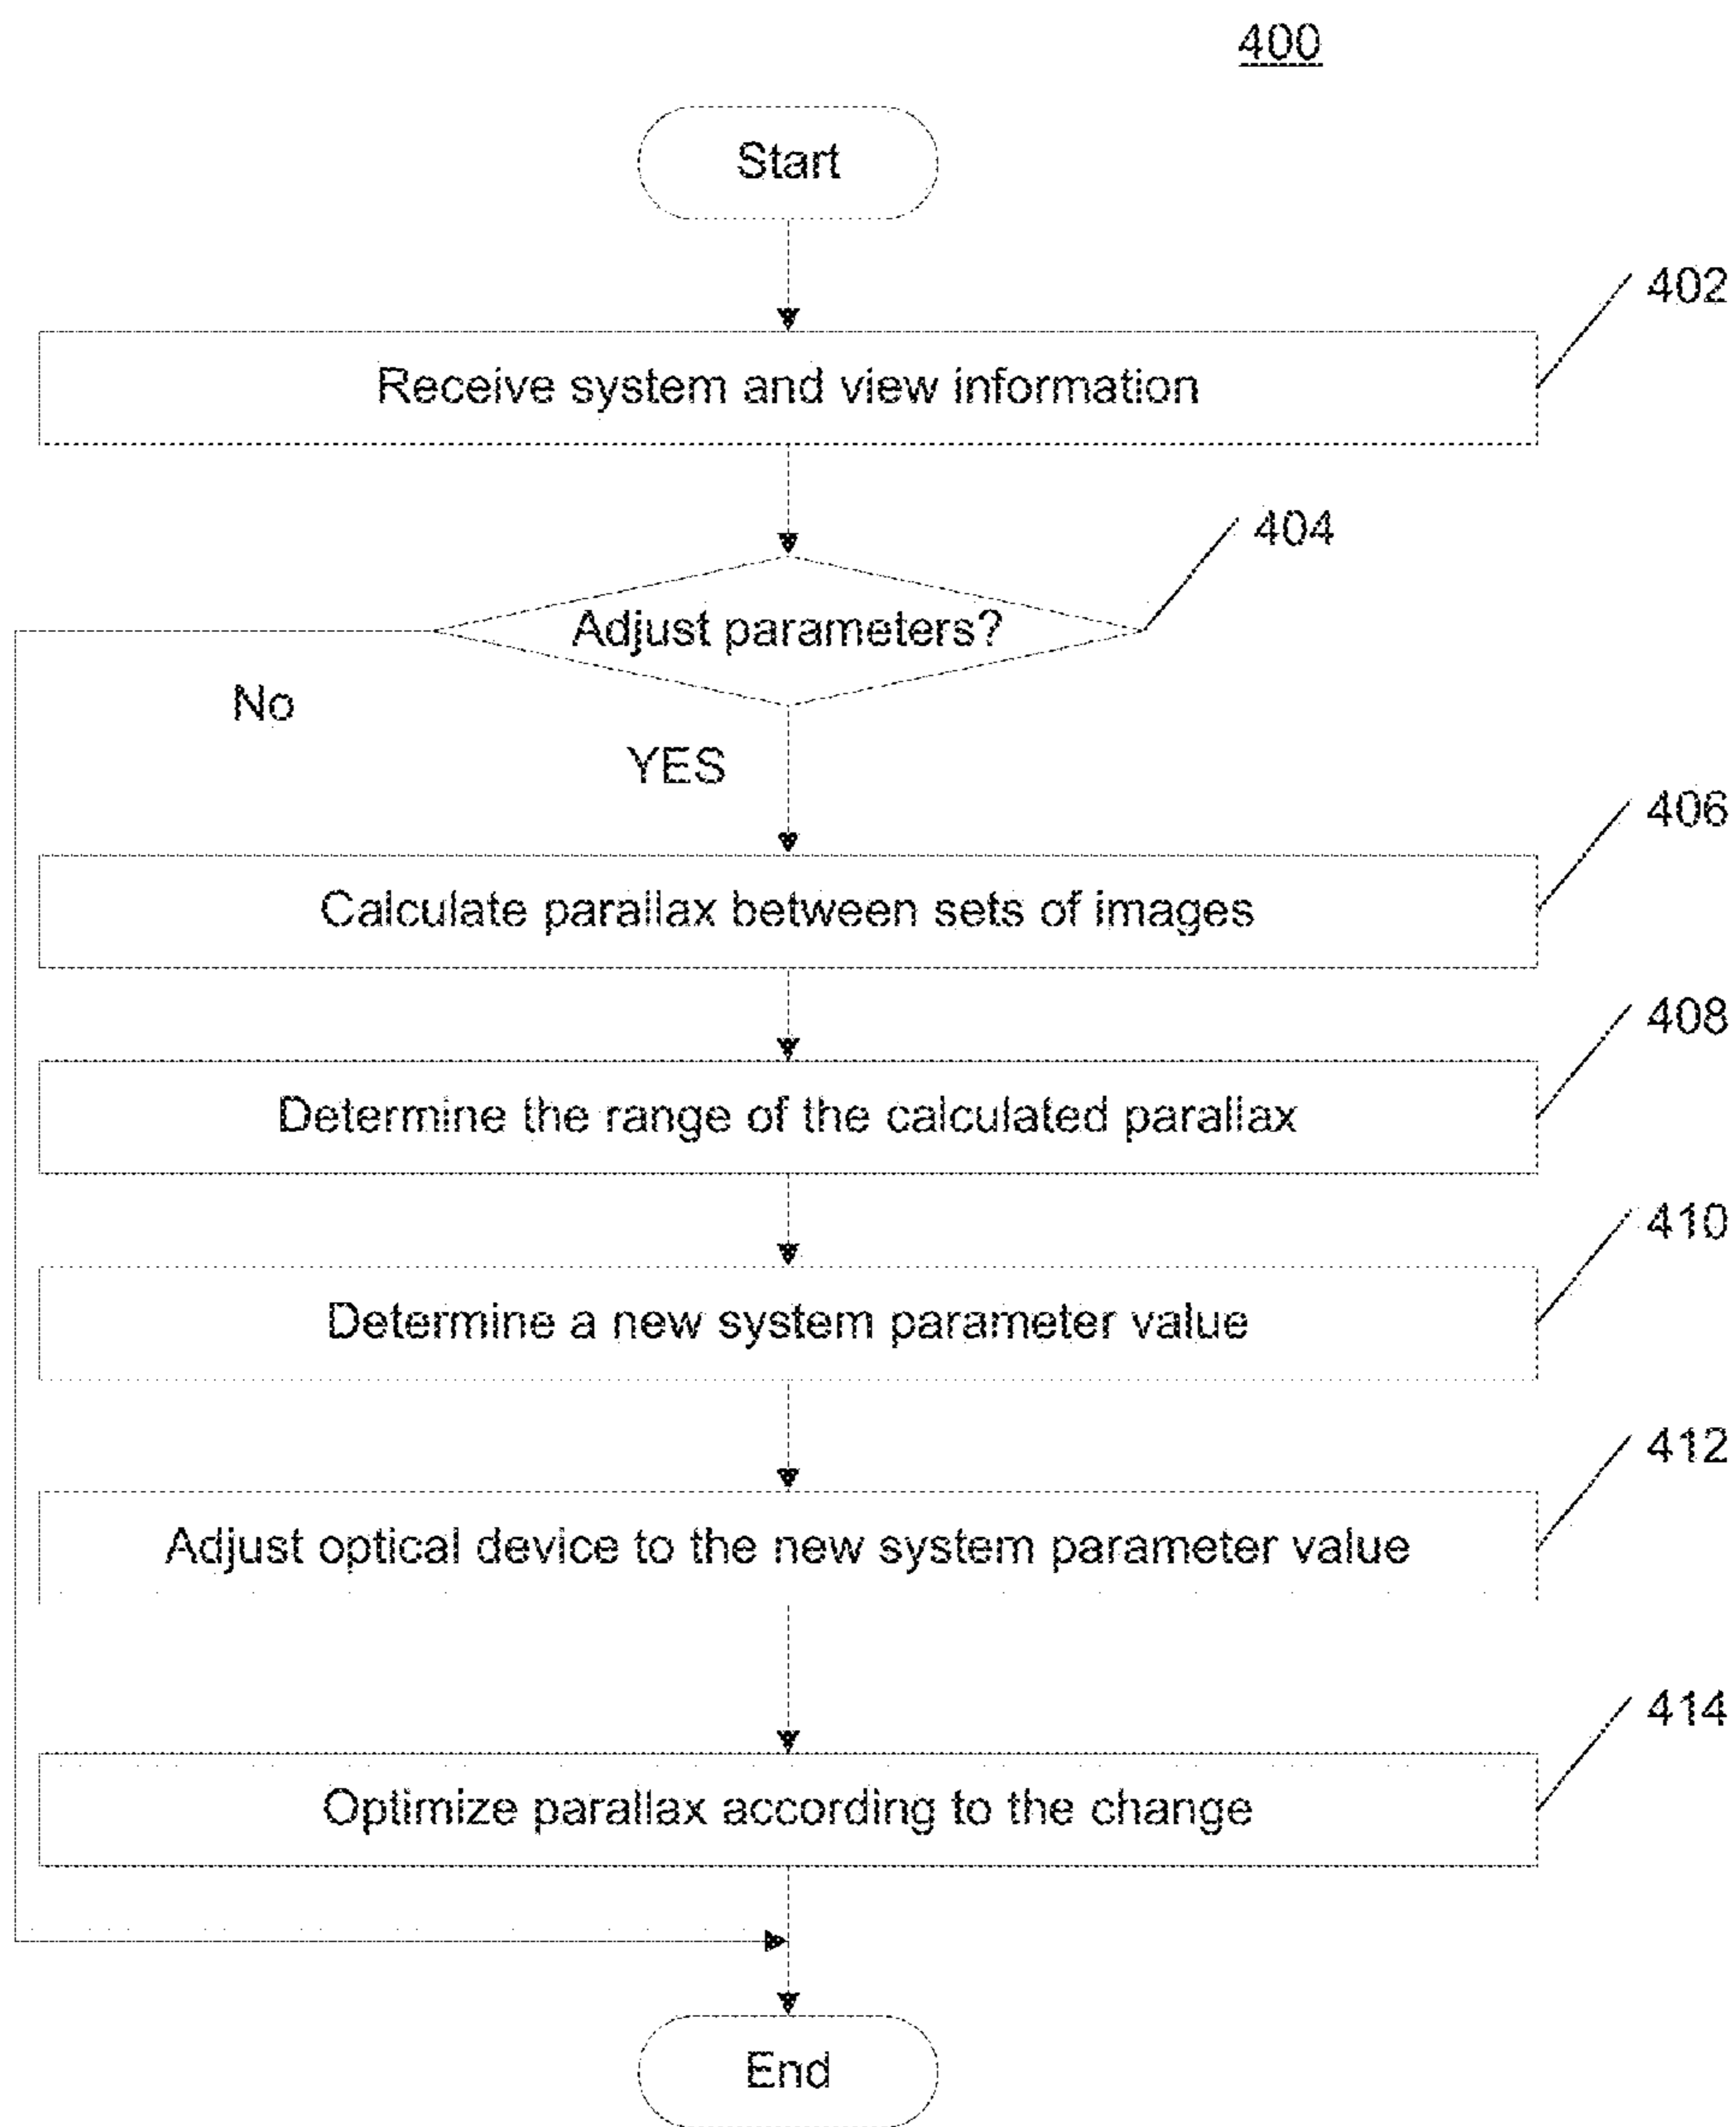 400
Start
402
Receive system and view information
404
Adjust parameters?
No
YES
406
Calculate parallax between sets of images
408
Determine the range of the calculated parallax
410
Determine a new system parameter value
412
Adjust optical device to the new system parameter value
414
Optimize parallax according to the change
End